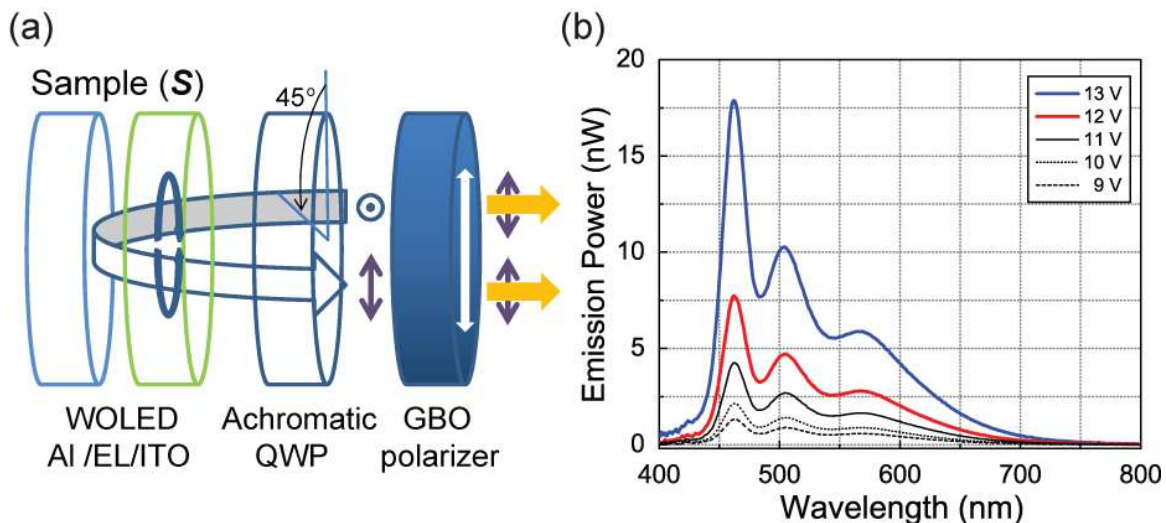 (a)
Sample (S)
45°
WOLED
Al /EL/ITO
Achromatic
QWP
GBO
polarizer
(b)
Emission Power (nW)
20
15
10
5
0
400
500
600
700
800
Wavelength (nm)
13 V
12 V
11 V
10 V
9 V